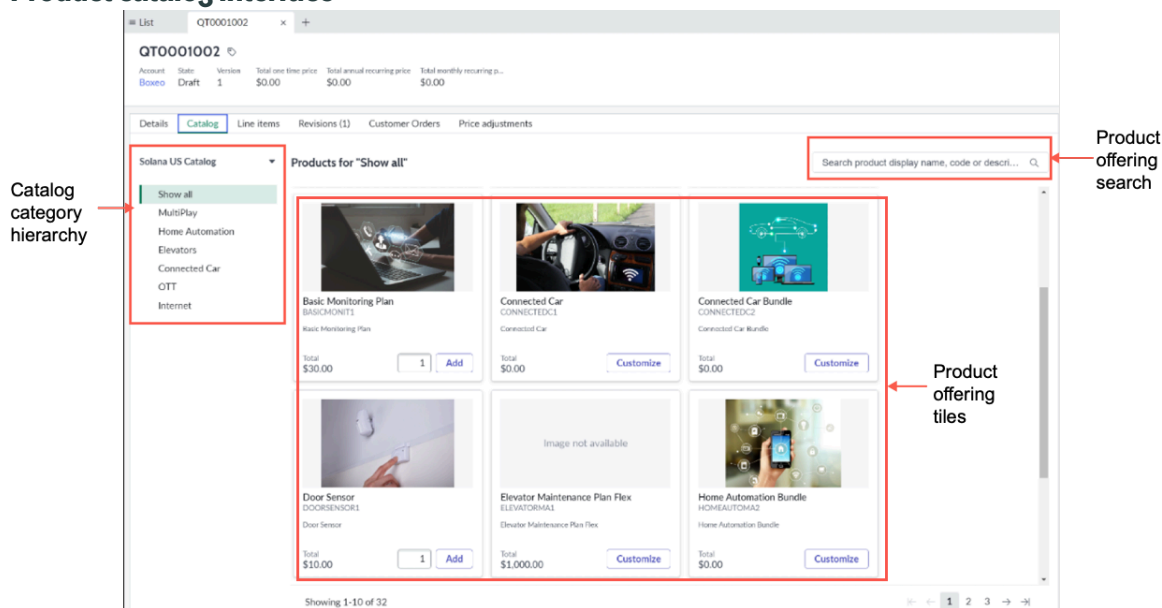 Product catalog interface
List
QT0001002 × +
QT0001002
Account State Version Total one time price Total annual recurring price Total monthly recurring p...
Boxeo Draft 1 $0.00 $0.00 $0.00
Details Catalog Line items Revisions (1) Customer Orders Price adjustments
Solana US Catalog
Products for "Show all"
Search product display name, code or descri...
Product
offering
search
Catalog
category
hierarchy
Show all
MultiPlay
Home Automation
Elevators
Connected Car
OTT
Internet
Basic Monitoring Plan
BASICMONIT1
Basic Monitoring Plan
Total
$30.00
1 Add
Connected Car
CONNECTEDC1
Connected Car
Total
$0.00
Customize
Connected Car Bundle
CONNECTEDC2
Connected Car Bundle
Total
$0.00
Customize
Product
offering
tiles
Door Sensor
DOORSENSOR1
Door Sensor
Total
$10.00
1 Add
Image not available
Elevator Maintenance Plan Flex
ELEVATORMA1
Elevator Maintenance Plan Flex
Total
$1,000.00
Customize
Home Automation Bundle
HOMEAUTOMA2
Home Automation Bundle
Total
$0.00
Customize
Showing 1-10 of 32
1 2 3